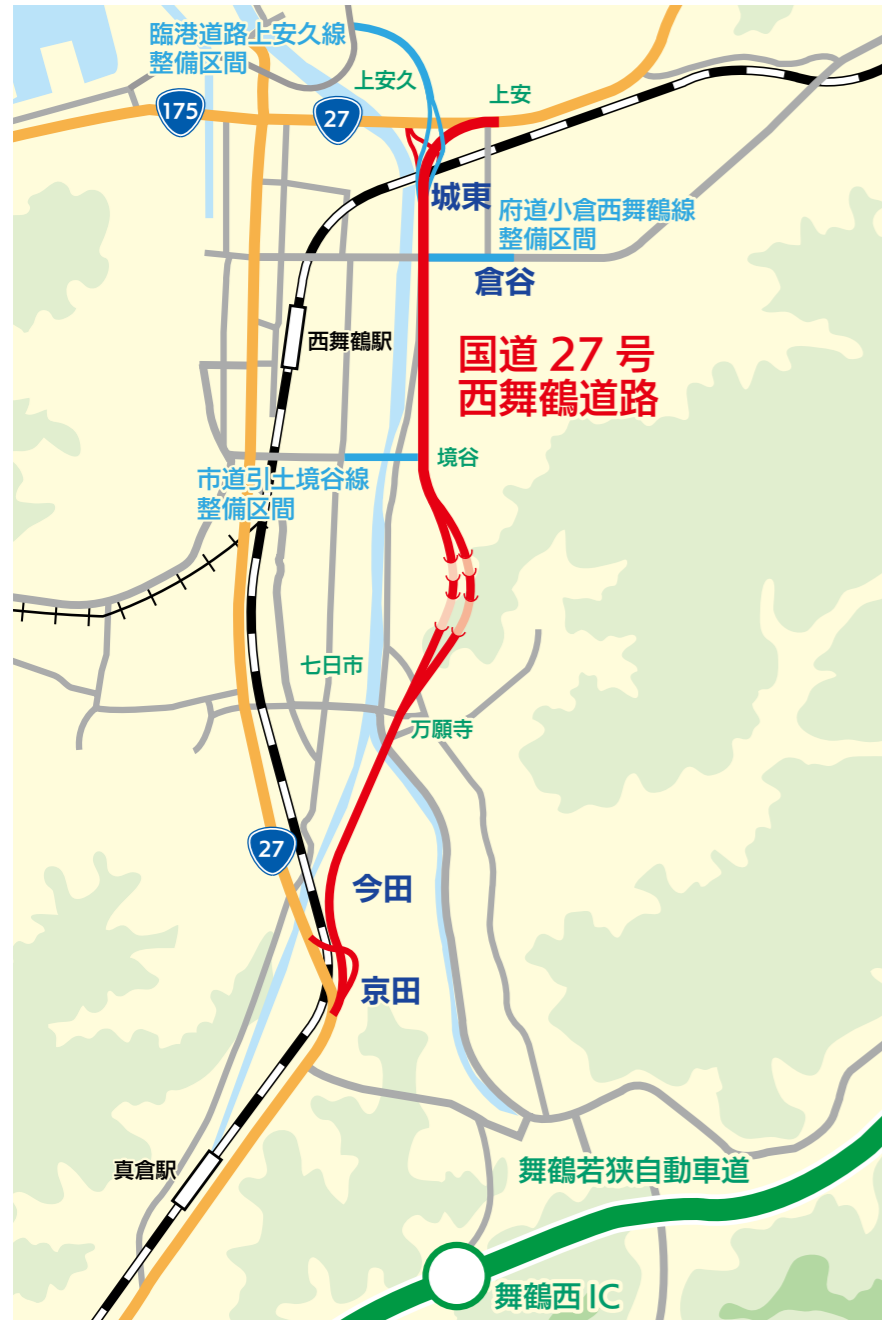 臨港道路上安久線
整備区間
上安久
上安
175
27
城東
府道小倉西舞鶴線
整備区間
倉谷
西舞鶴駅
国道 27 号
西舞鶴道路
境谷
市道引土境谷線
整備区間
七日市
万願寺
27
今田
京田
真倉駅
舞鶴若狭自動車道
舞鶴西 IC